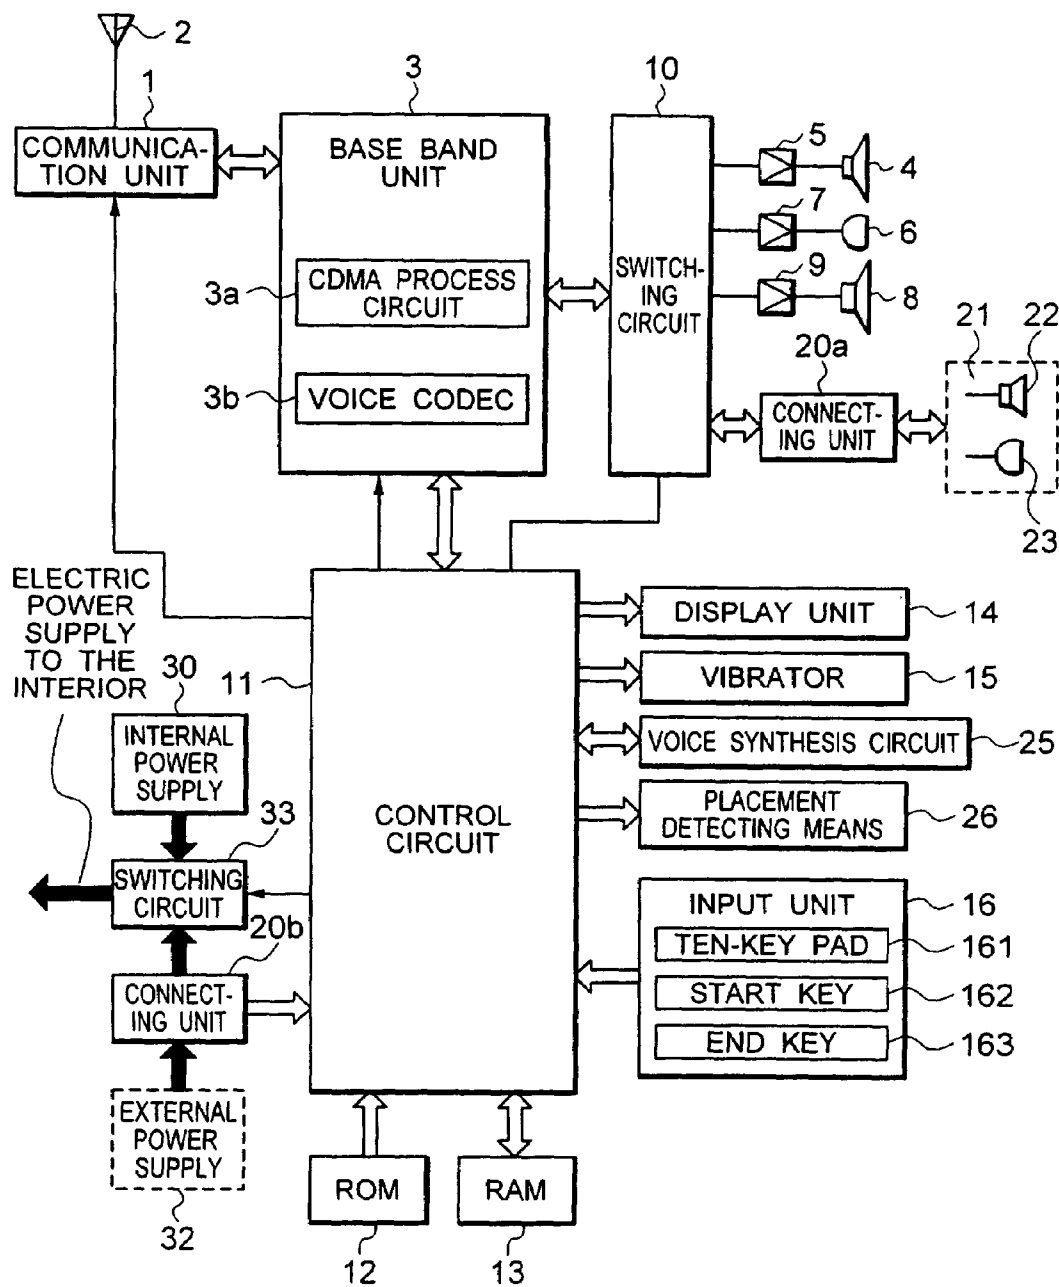 2
1
COMMUNICA-
TION UNIT
3
BASE BAND
UNIT
3a
CDMA PROCESS
CIRCUIT
3b
VOICE CODEC
10
SWITCH-
ING
CIRCUIT
5
4
7
6
9
8
20a
CONNECT-
ING UNIT
21
22
23
ELECTRIC
POWER
SUPPLY
TO THE
INTERIOR
11
CONTROL
CIRCUIT
DISPLAY UNIT
14
VIBRATOR
15
VOICE SYNTHESIS CIRCUIT
25
PLACEMENT
DETECTING MEANS
26
INPUT UNIT
16
TEN-KEY PAD
161
START KEY
162
END KEY
163
30
INTERNAL
POWER
SUPPLY
33
SWITCHING
CIRCUIT
20b
CONNECT-
ING UNIT
EXTERNAL
POWER
SUPPLY
32
ROM
12
RAM
13